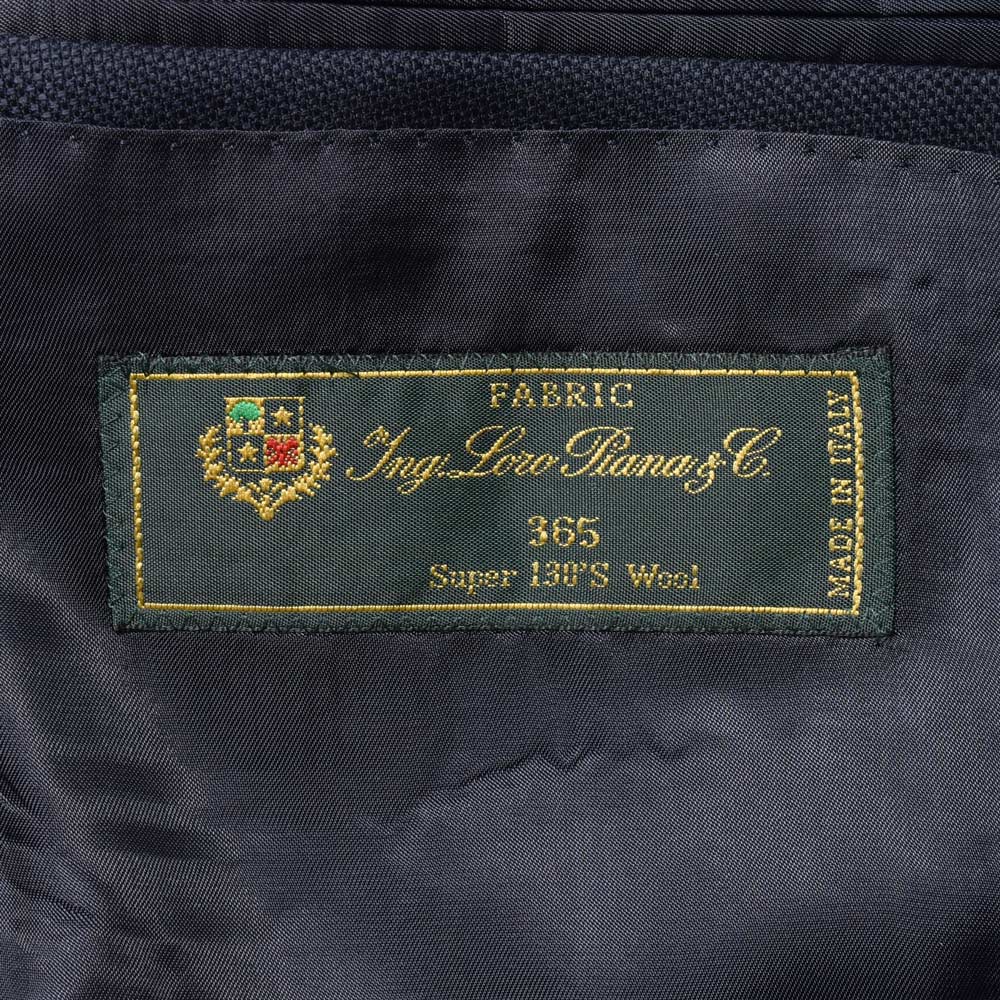 FABRIC
Ing. Loro Piana & C.
365
Super 130'S Wool
MADE IN ITALY